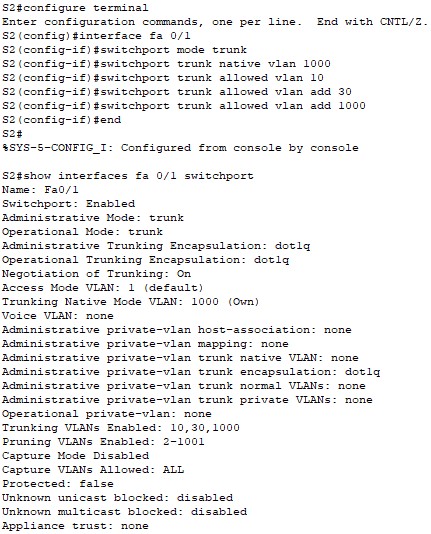 S2#configure terminal
Enter configuration commands, one per line.  End with CNTL/Z.
S2(config)#interface fa 0/1
S2(config-if)#switchport mode trunk
S2(config-if)#switchport trunk native vlan 1000
S2(config-if)#switchport trunk allowed vlan 10
S2(config-if)#switchport trunk allowed vlan add 30
S2(config-if)#switchport trunk allowed vlan add 1000
S2(config-if)#end
S2#
%SYS-5-CONFIG_I: Configured from console by console

S2#show interfaces fa 0/1 switchport
Name: Fa0/1
Switchport: Enabled
Administrative Mode: trunk
Operational Mode: trunk
Administrative Trunking Encapsulation: dot1q
Operational Trunking Encapsulation: dot1q
Negotiation of Trunking: On
Access Mode VLAN: 1 (default)
Trunking Native Mode VLAN: 1000 (Own)
Voice VLAN: none
Administrative private-vlan host-association: none
Administrative private-vlan mapping: none
Administrative private-vlan trunk native VLAN: none
Administrative private-vlan trunk encapsulation: dot1q
Administrative private-vlan trunk normal VLANs: none
Administrative private-vlan trunk private VLANs: none
Operational private-vlan: none
Trunking VLANs Enabled: 10,30,1000
Pruning VLANs Enabled: 2-1001
Capture Mode Disabled
Capture VLANs Allowed: ALL
Protected: false
Unknown unicast blocked: disabled
Unknown multicast blocked: disabled
Appliance trust: none